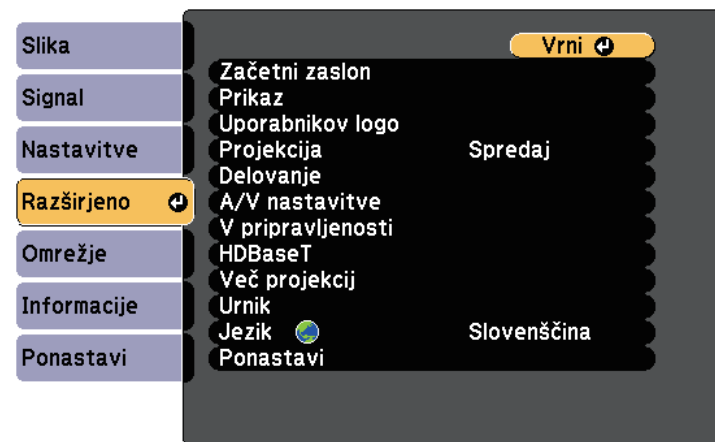 Slika
Signal
Nastavitve
Razširjeno
Omrežje
Informacije
Ponastavi
Vrni
Začetni zaslon
Prikaz
Uporabnikov logo
Projekcija Spredaj
Delovanje
A/V nastavitve
V pripravljenosti
HDBaseT
Več projekcij
Urnik
Jezik Slovenščina
Ponastavi